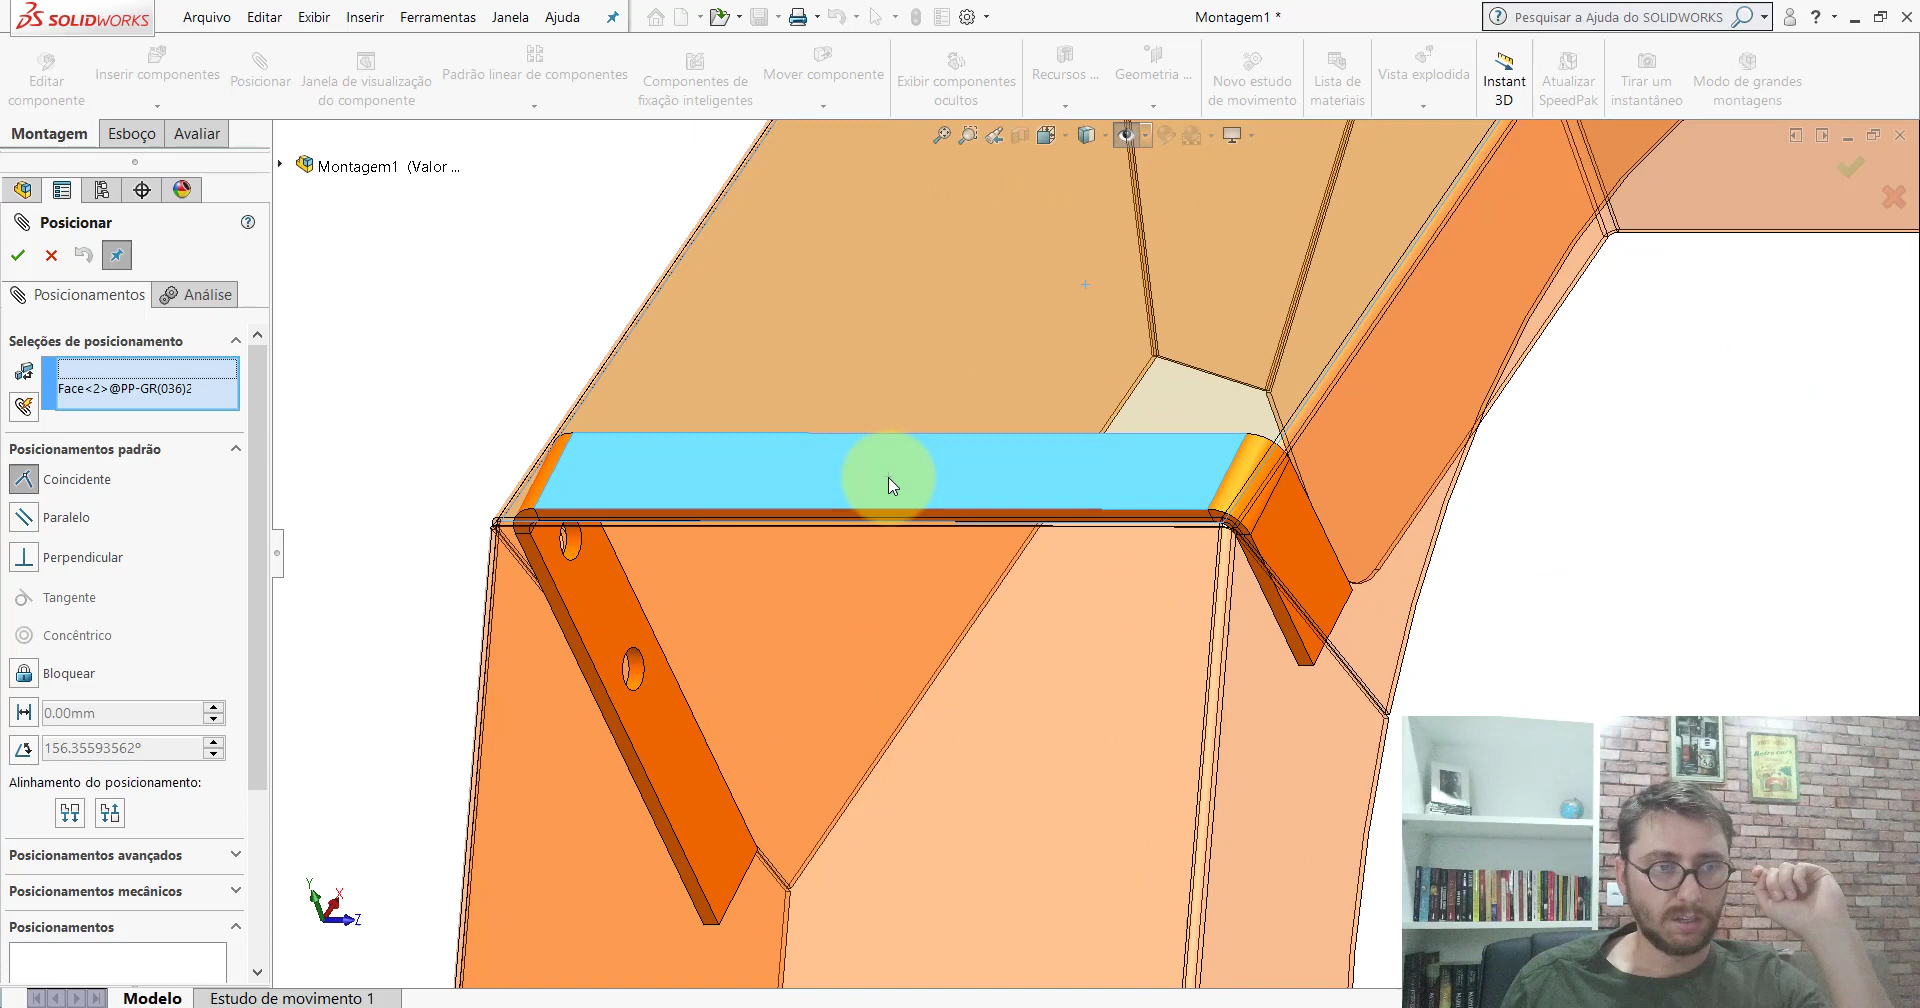 SOLIDWORKS
Arquivo
Editar
Exibir
Inserir
Ferramentas
Janela
Ajuda
Montagem1 *
Pesquisar a Ajuda do SOLIDWORKS
Editar
componente
Inserir componentes
Posicionar
Janela de visualização
do componente
Padrão linear de componentes
Componentes de
fixação inteligentes
Mover componente
Exibir componentes
ocultos
Recursos ...
Geometria ...
Novo estudo
de movimento
Lista de
materiais
Vista explodida
Instant
3D
Atualizar
SpeedPak
Tirar um
instantâneo
Modo de grandes
montagens
Montagem
Esboço
Avaliar
Montagem1 (Valor ...
Posicionar
Posicionamentos
Análise
Seleções de posicionamento
Face<2>@PP-GR(036)2
Posicionamentos padrão
Coincidente
Paralelo
Perpendicular
Tangente
Concêntrico
Bloquear
0.00mm
156.35593562°
Alinhamento do posicionamento:
Posicionamentos avançados
Posicionamentos mecânicos
Posicionamentos
Y
X
Z
Modelo
Estudo de movimento 1